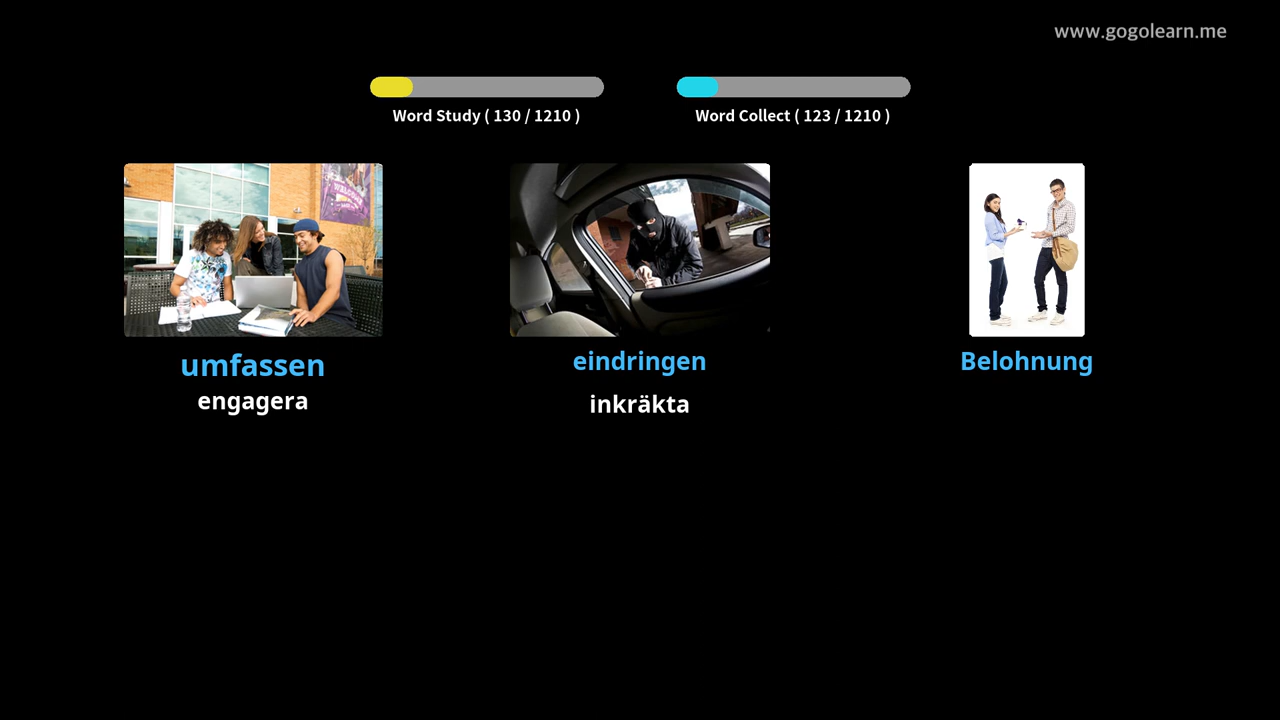 www.gogolearn.me
Word Study ( 130 / 1210 )
Word Collect ( 123 / 1210 )
umfassen
engagera
eindringen
inkräkta
Belohnung